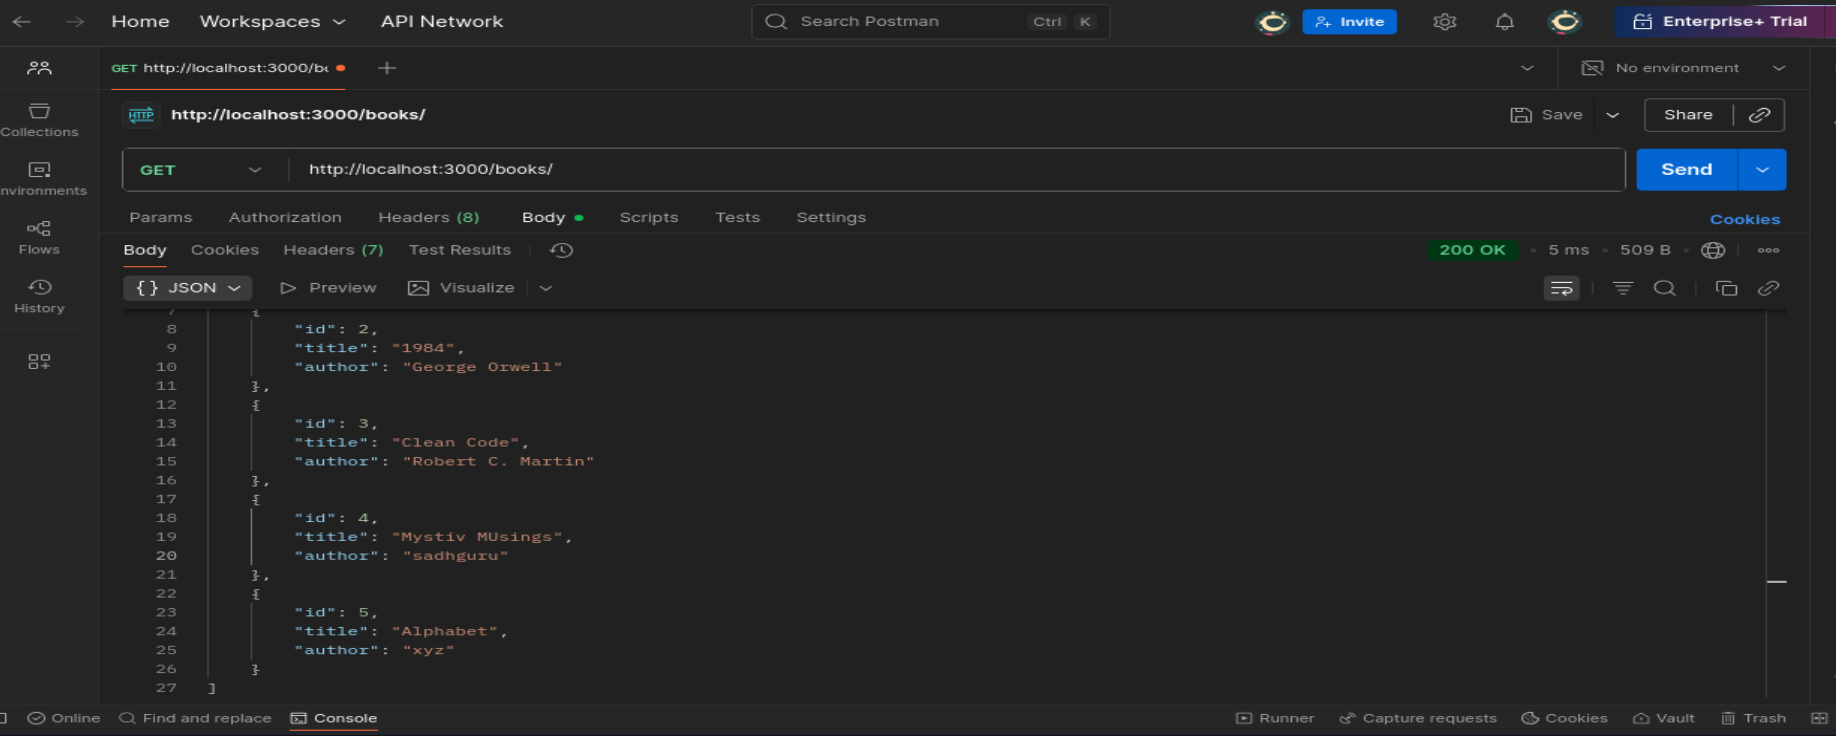 Home Workspaces API Network Search Postman Ctrl K Invite Enterprise+ Trial
GET http://localhost:3000/b No environment
HTTP http://localhost:3000/books/ Save Share
GET http://localhost:3000/books/ Send
Params Authorization Headers (8) Body Scripts Tests Settings Cookies
Body Cookies Headers (7) Test Results 200 OK 5 ms 509 B
{ } JSON Preview Visualize
Collections
nvironments
Flows
History
7 {
8 "id": 2,
9 "title": "1984",
10 "author": "George Orwell"
11 },
12 {
13 "id": 3,
14 "title": "Clean Code",
15 "author": "Robert C. Martin"
16 },
17 {
18 "id": 4,
19 "title": "Mystiv MUsings",
20 "author": "sadhguru"
21 },
22 {
23 "id": 5,
24 "title": "Alphabet",
25 "author": "xyz"
26 }
27 ]
Online Find and replace Console Runner Capture requests Cookies Vault Trash